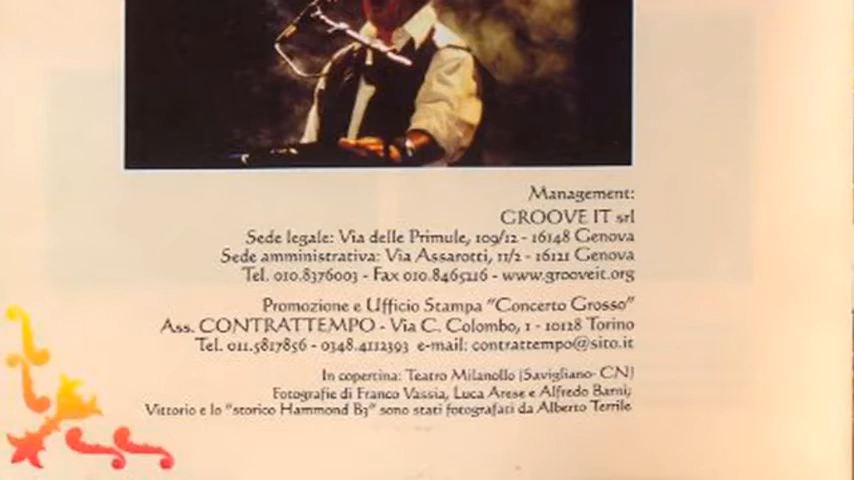 Management:
GROOVE IT srl
Sede legale: Via delle Primule, 109/12 - 16148 Genova
Sede amministrativa: Via Assarotti, 11/2 - 16121 Genova
Tel. 010.8376003 - Fax 010.8465216 - www.grooveit.org
Promozione e Ufficio Stampa "Concerto Grosso"
Ass. CONTRATTEMPO - Via C. Colombo, 1 - 10128 Torino
Tel. 011.5817856 - 0348.4112393 e-mail: contrattempo@sito.it
In copertina: Teatro Milanollo (Savigliano- CN)
Fotografie di Franco Vassia, Luca Arese e Alfredo Barni;
Vittorio e lo "storico Hammond B3" sono stati fotografati da Alberto Terrile